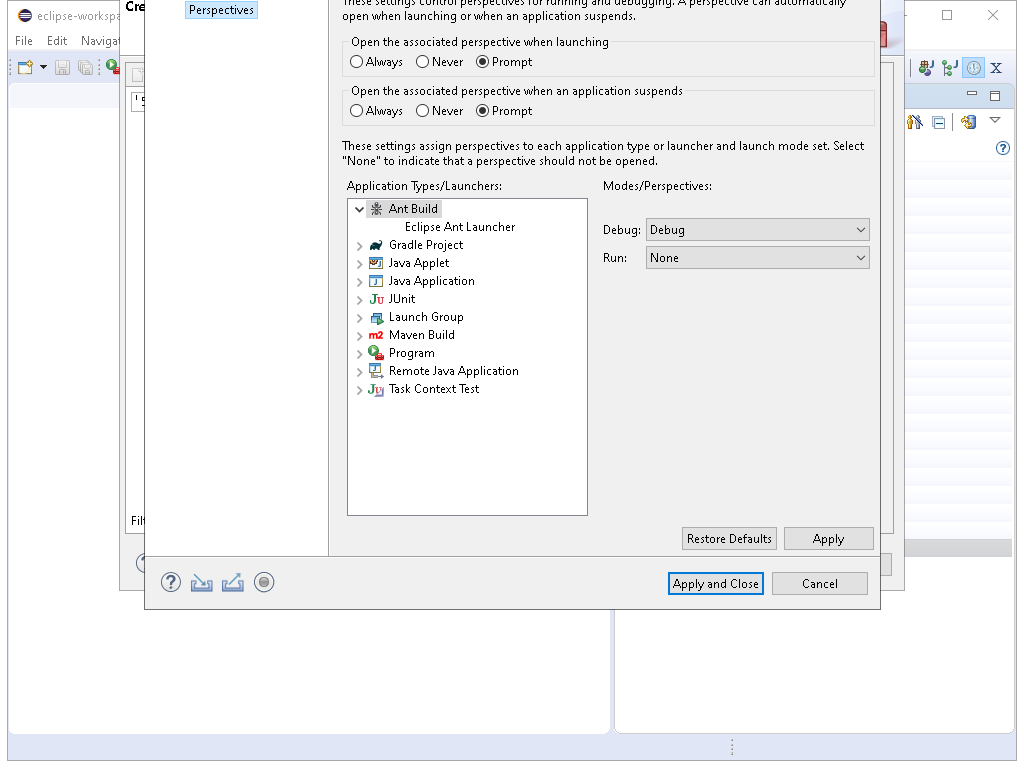 eclipse-workspa
Cre
Perspectives
These settings control perspectives for running and debugging. A perspective can automatically
open when launching or when an application suspends.
File Edit Navigat
Open the associated perspective when launching
Always Never Prompt
Open the associated perspective when an application suspends
Always Never Prompt
These settings assign perspectives to each application type or launcher and launch mode set. Select
"None" to indicate that a perspective should not be opened.
Application Types/Launchers:
Modes/Perspectives:
Ant Build
Eclipse Ant Launcher
Gradle Project
Java Applet
Java Application
JUnit
Launch Group
Maven Build
Program
Remote Java Application
Task Context Test
Debug: Debug
Run: None
Filt
Restore Defaults Apply
Apply and Close Cancel